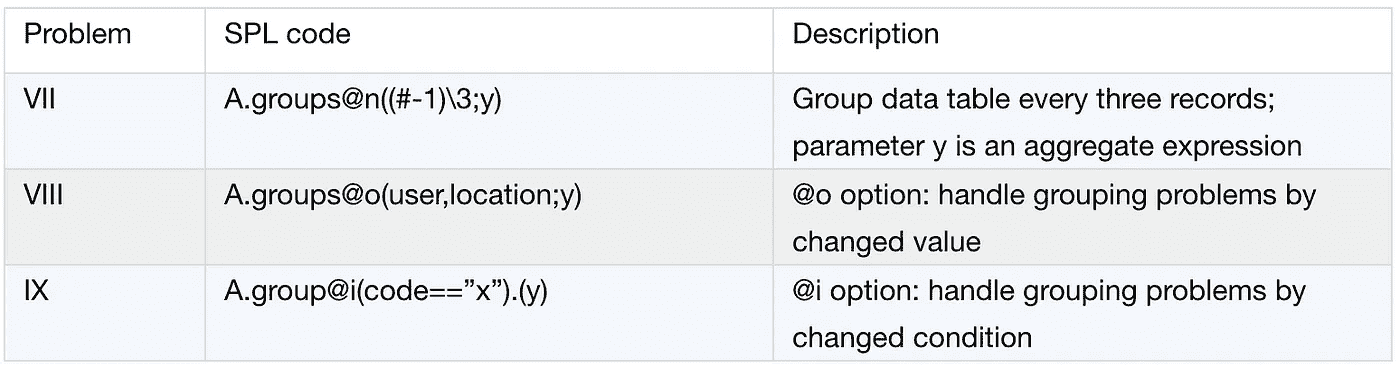 Problem SPL code Description
VII A.groups@n((#-1)\3;y) Group data table every three records;
parameter y is an aggregate expression
VIII A.groups@o(user,location;y) @o option: handle grouping problems by
changed value
IX A.group@i(code==”x”).(y) @i option: handle grouping problems by
changed condition